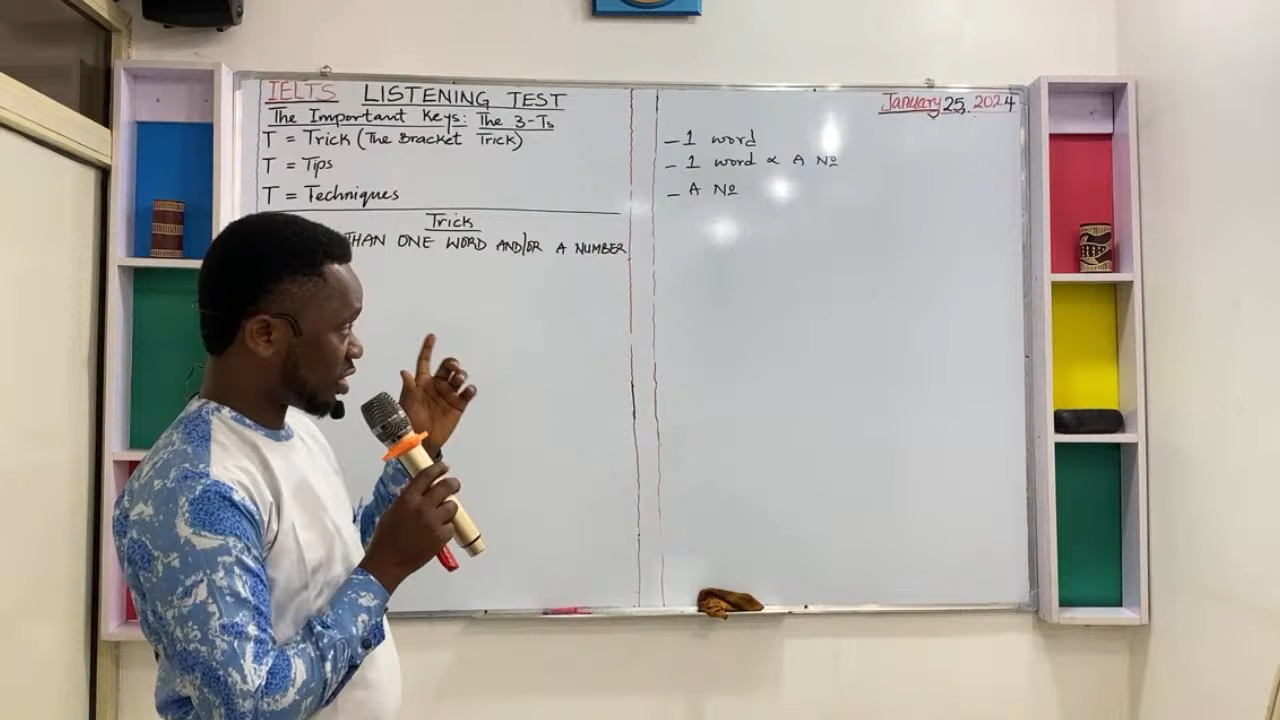 IELTS LISTENING TEST
The Important Keys: The 3-Ts
T = Trick (The Bracket Trick)
T = Tips
T = Techniques
Trick
THAN ONE WORD AND/OR A NUMBER
January 25, 2024
- 1 word
- 1 word & A No
- A No